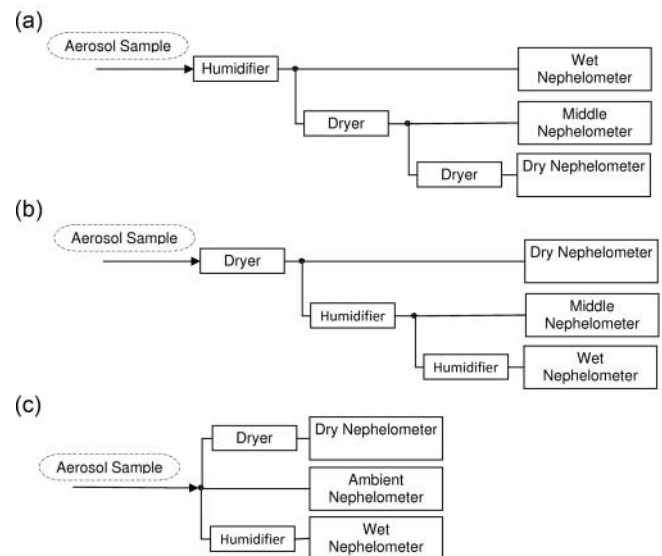 (a)
Aerosol Sample
Humidifier
Wet
Nephelometer
Dryer
Middle
Nephelometer
Dryer
Dry Nephelometer
(b)
Aerosol Sample
Dryer
Dry Nephelometer
Humidifier
Middle
Nephelometer
Humidifier
Wet
Nephelometer
(c)
Dryer
Dry Nephelometer
Aerosol Sample
Ambient
Nephelometer
Humidifier
Wet
Nephelometer